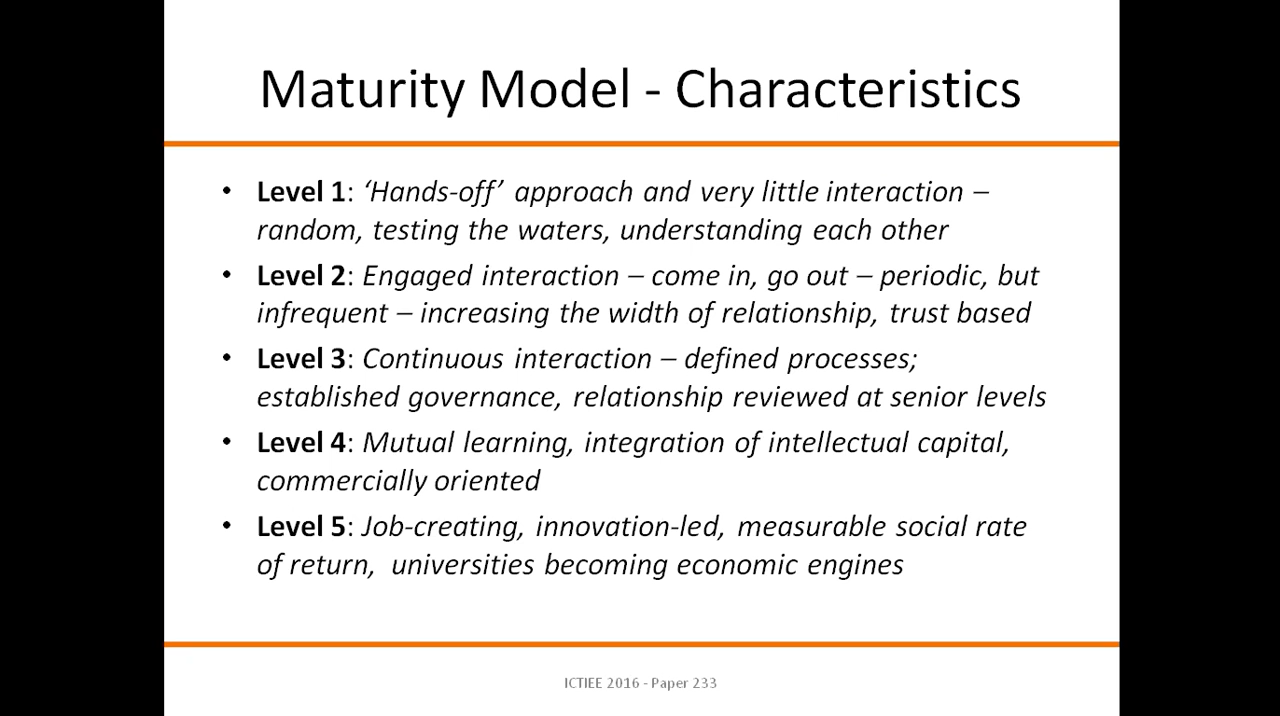 Maturity Model - Characteristics
• Level 1: ‘Hands-off’ approach and very little interaction –
random, testing the waters, understanding each other
• Level 2: Engaged interaction – come in, go out – periodic, but
infrequent – increasing the width of relationship, trust based
• Level 3: Continuous interaction – defined processes;
established governance, relationship reviewed at senior levels
• Level 4: Mutual learning, integration of intellectual capital,
commercially oriented
• Level 5: Job-creating, innovation-led, measurable social rate
of return,  universities becoming economic engines
ICTIEE 2016 - Paper 233